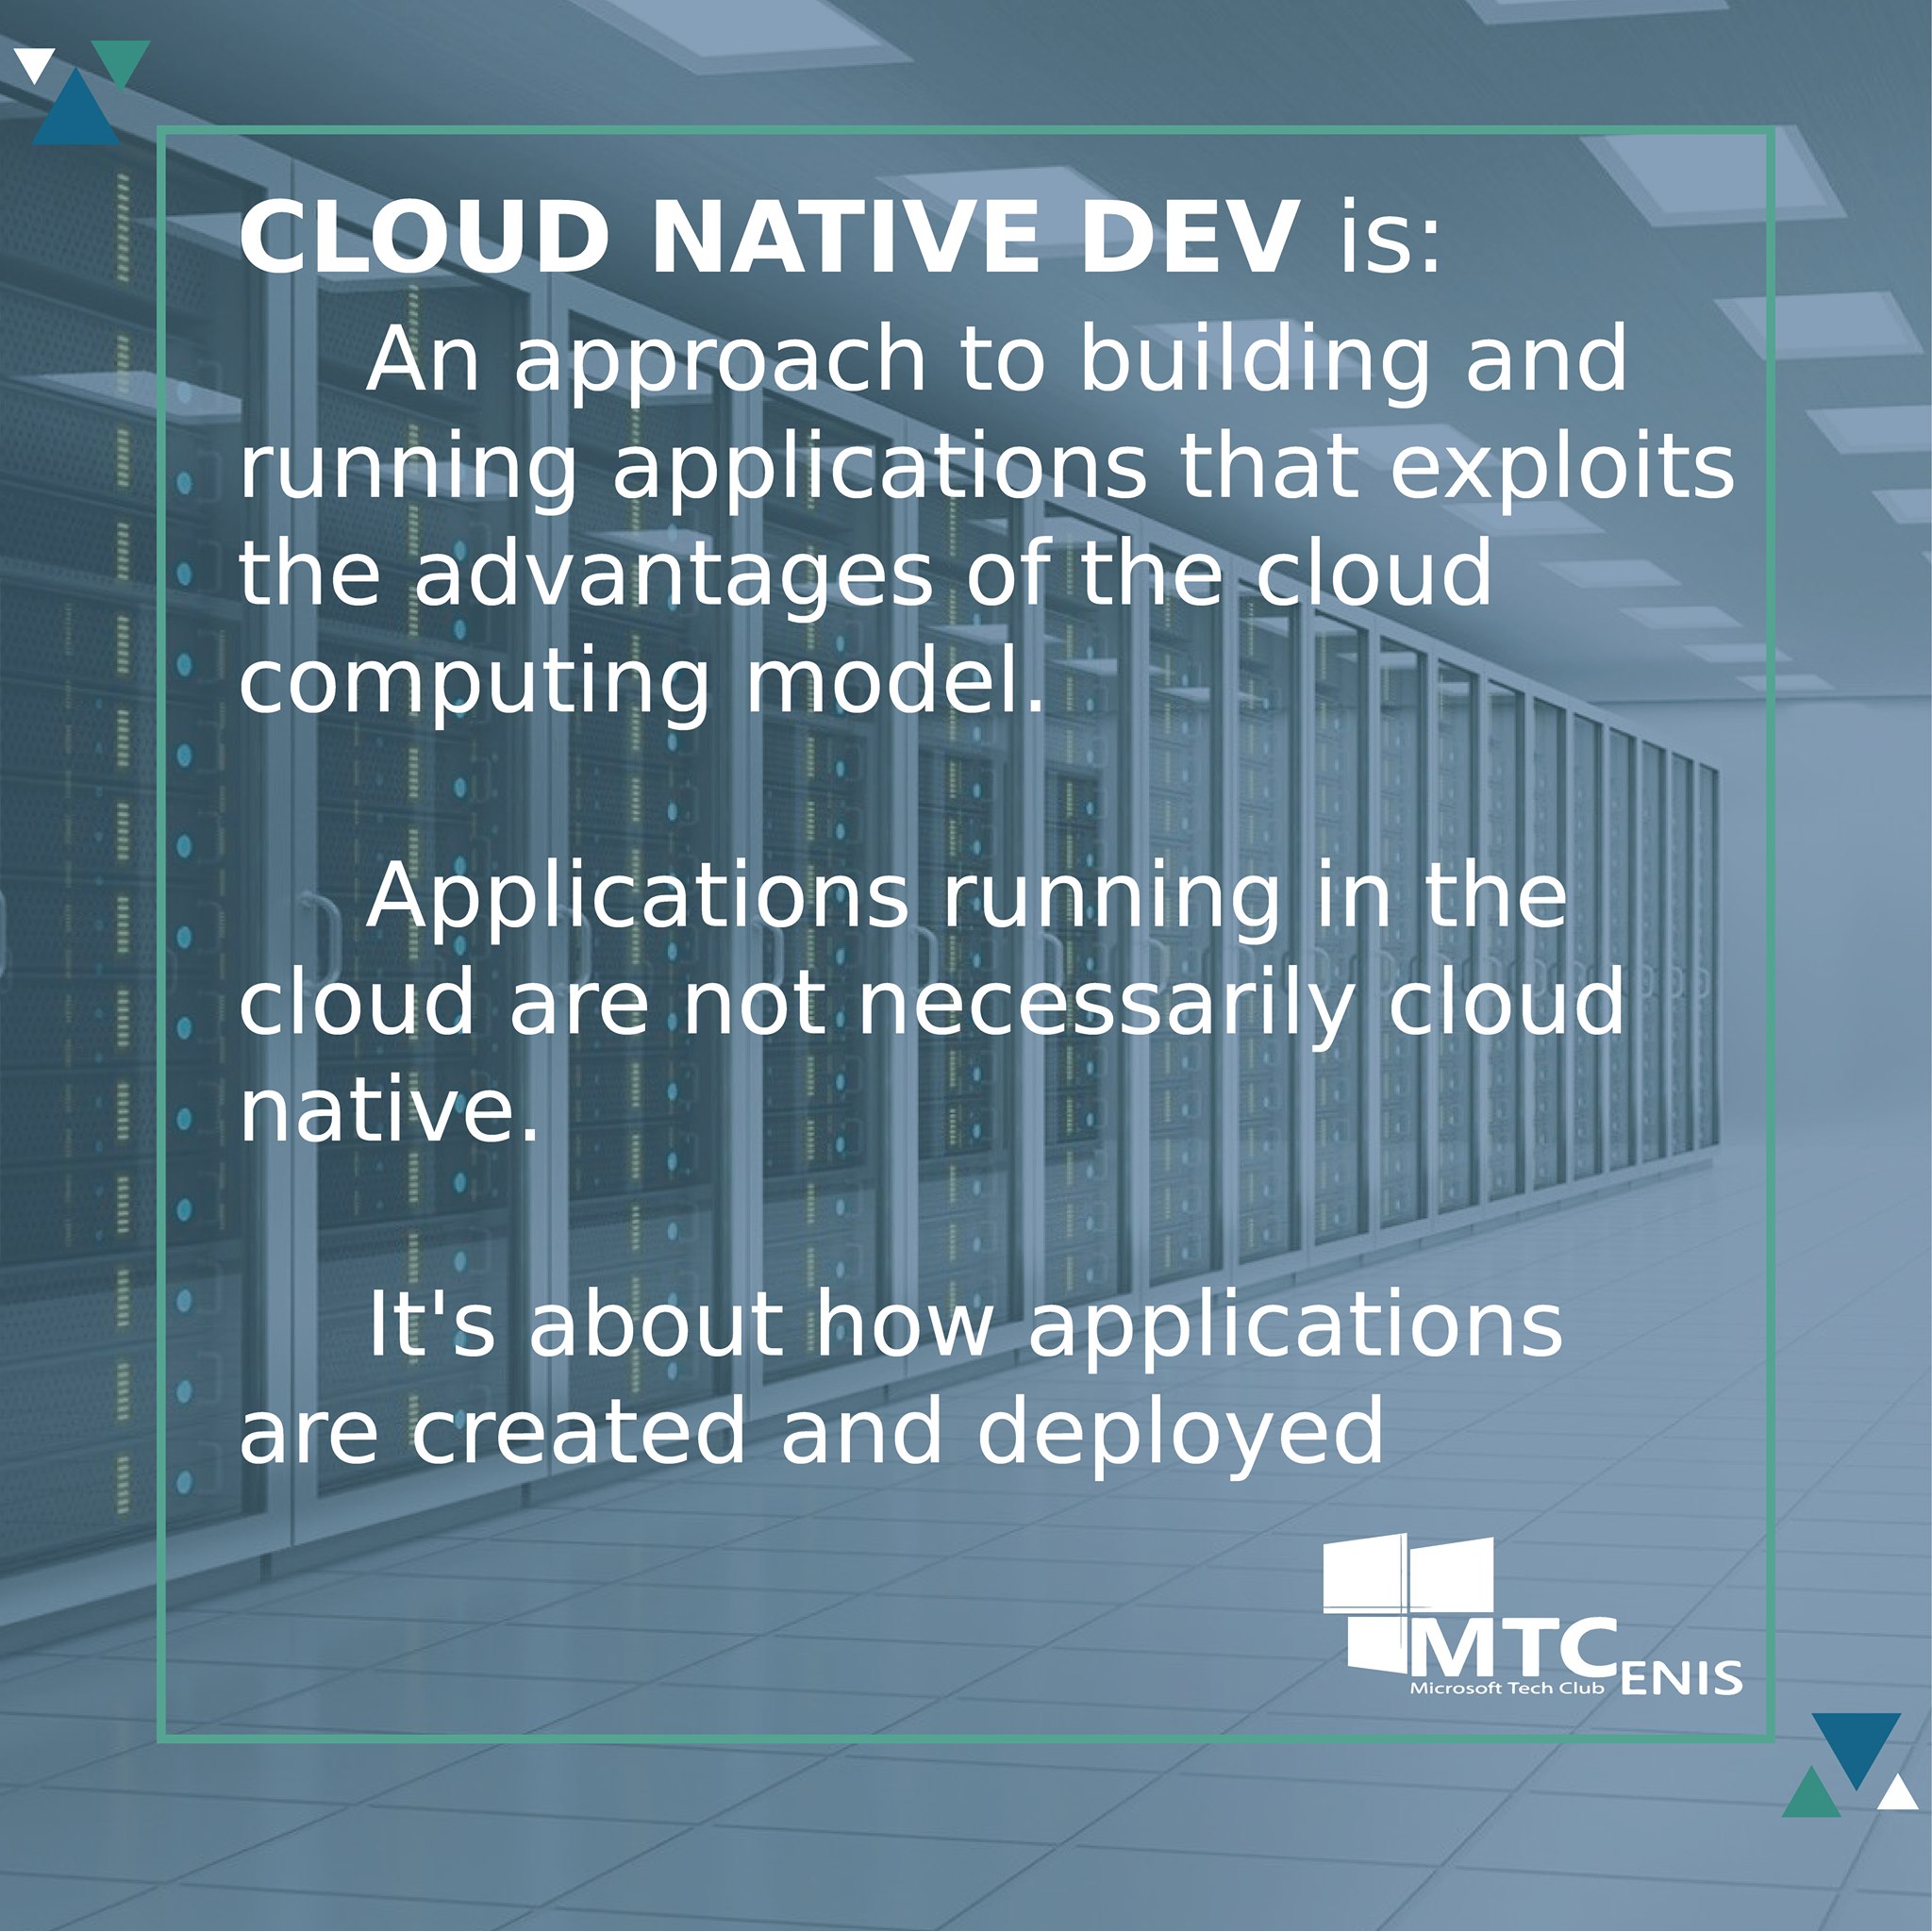 CLOUD NATIVE DEV is:
An approach to building and
running applications that exploits
the advantages of the cloud
computing model.
Applications running in the
cloud are not necessarily cloud
native.
It's about how applications
are created and deployed
MTC ENIS
Microsoft Tech Club